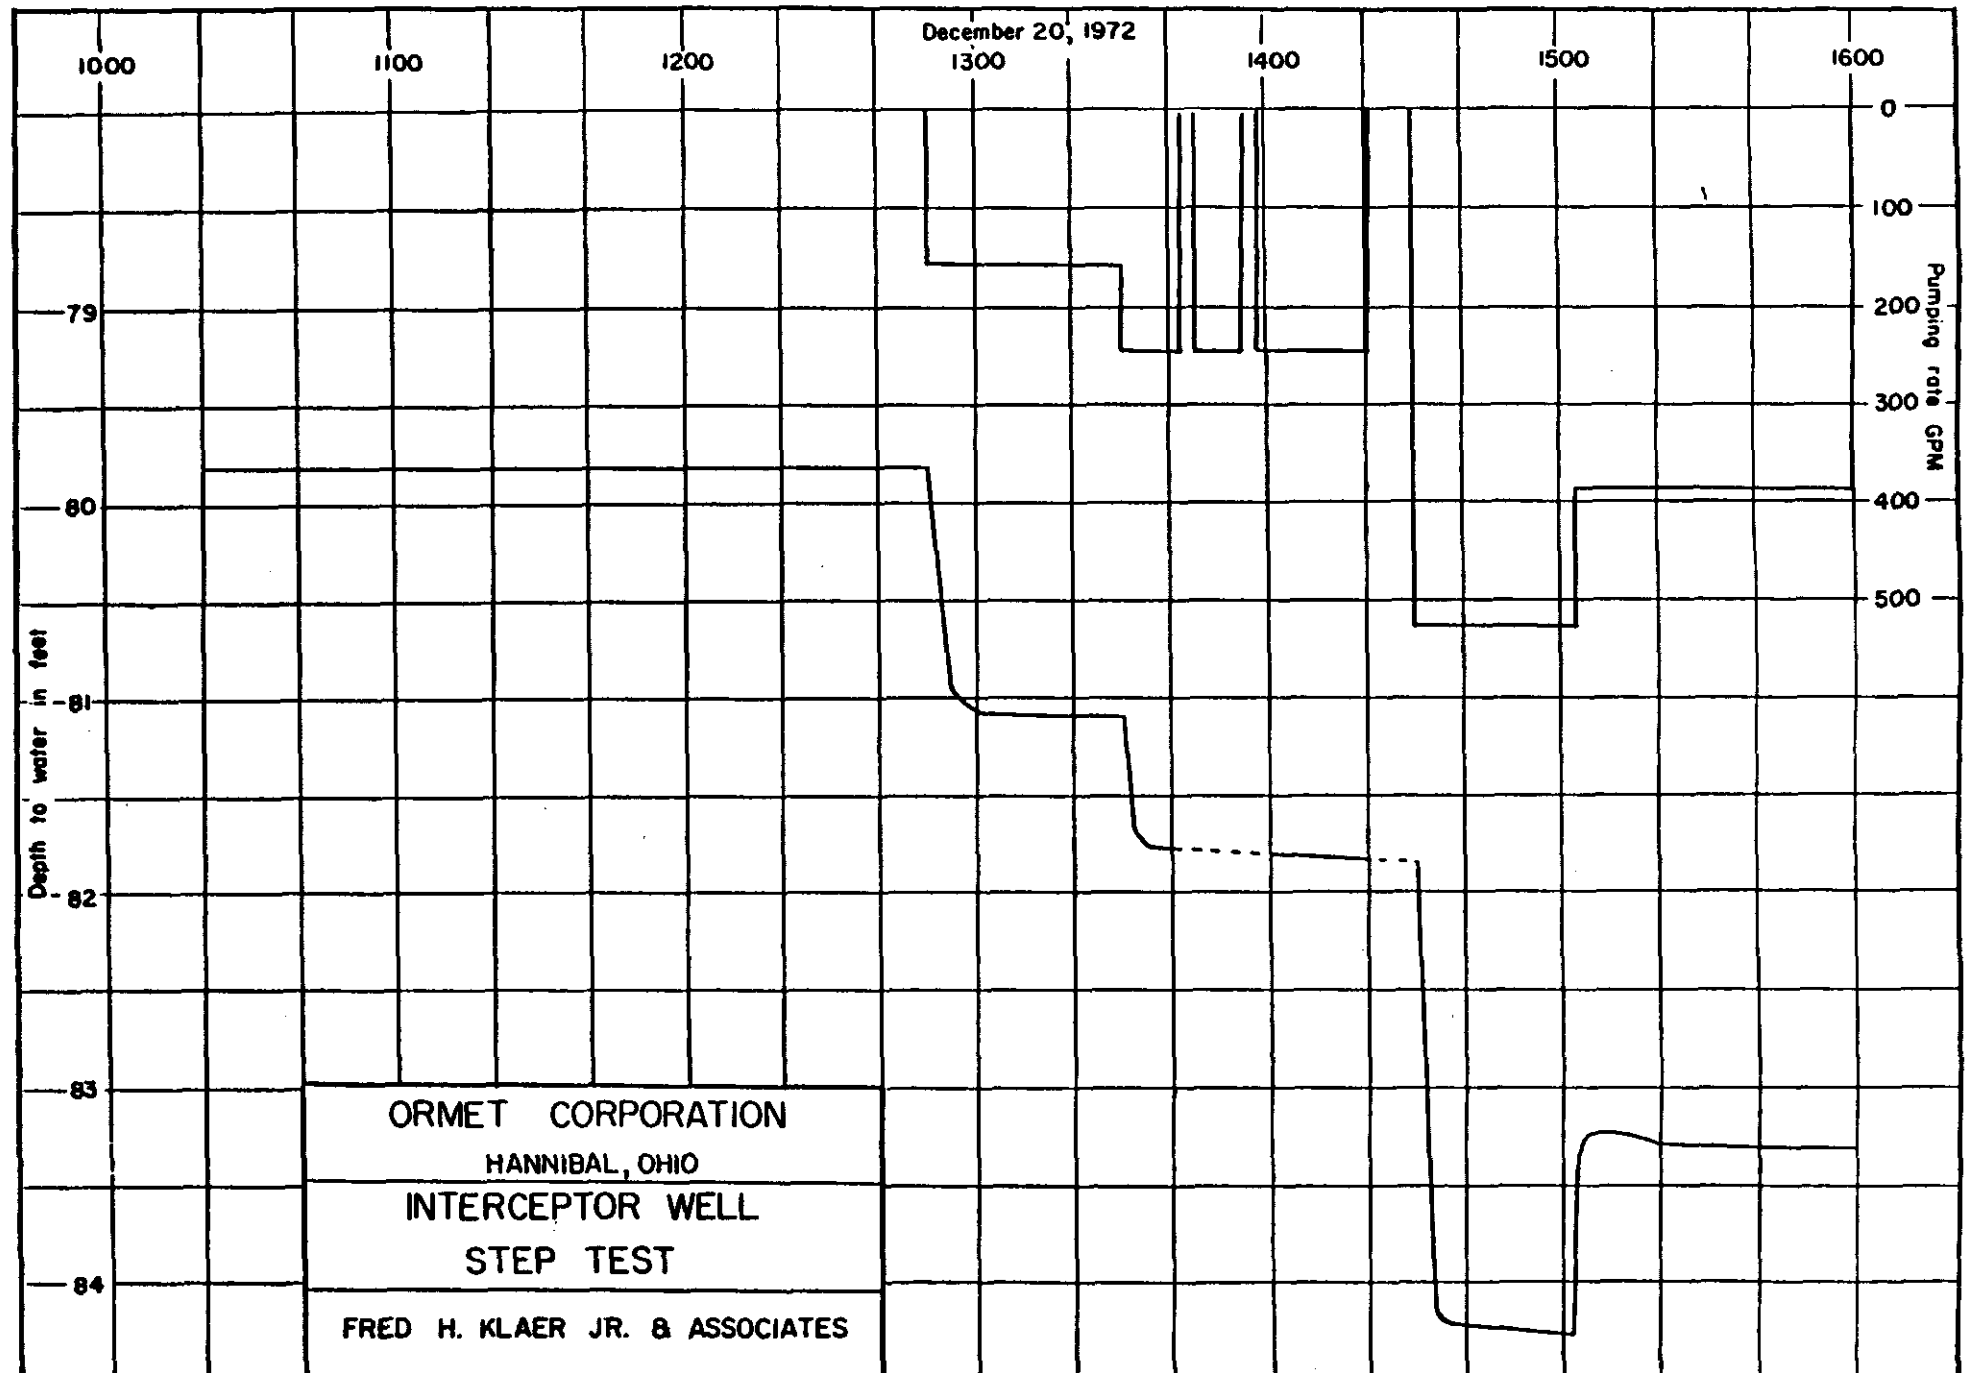 December 20, 1972
1000 1100 1200 1300 1400 1500 1600
0
100
200
300
400
500
Pumping rate GPM
79
80
81
82
83
84
Depth to water in feet
ORMET CORPORATION
HANNIBAL, OHIO
INTERCEPTOR WELL
STEP TEST
FRED H. KLAER JR. & ASSOCIATES